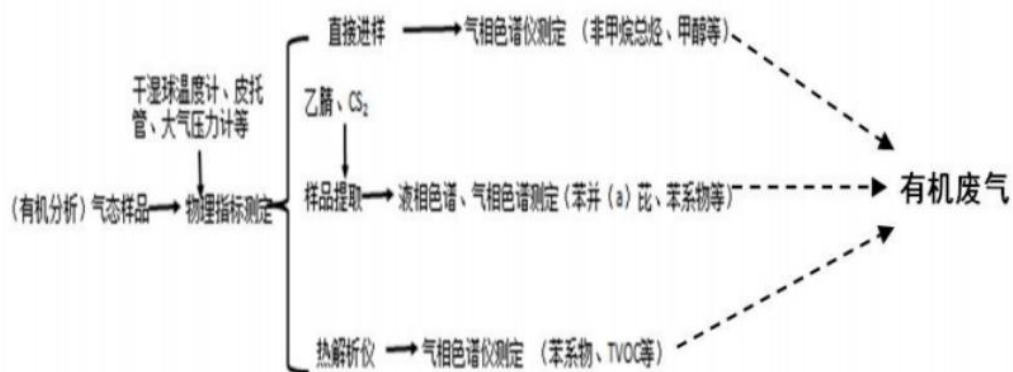 直接进样
气相色谱仪测定 （非甲烷总烃、甲醇等）
干湿球温度计、皮托
管、大气压力计等
乙腈、CS₂
（有机分析）气态样品
物理指标测定
样品提取
液相色谱、气相色谱测定（苯并（a）芘、苯系物等）
有机废气
热解析仪
气相色谱仪测定 （苯系物、TVOC等）